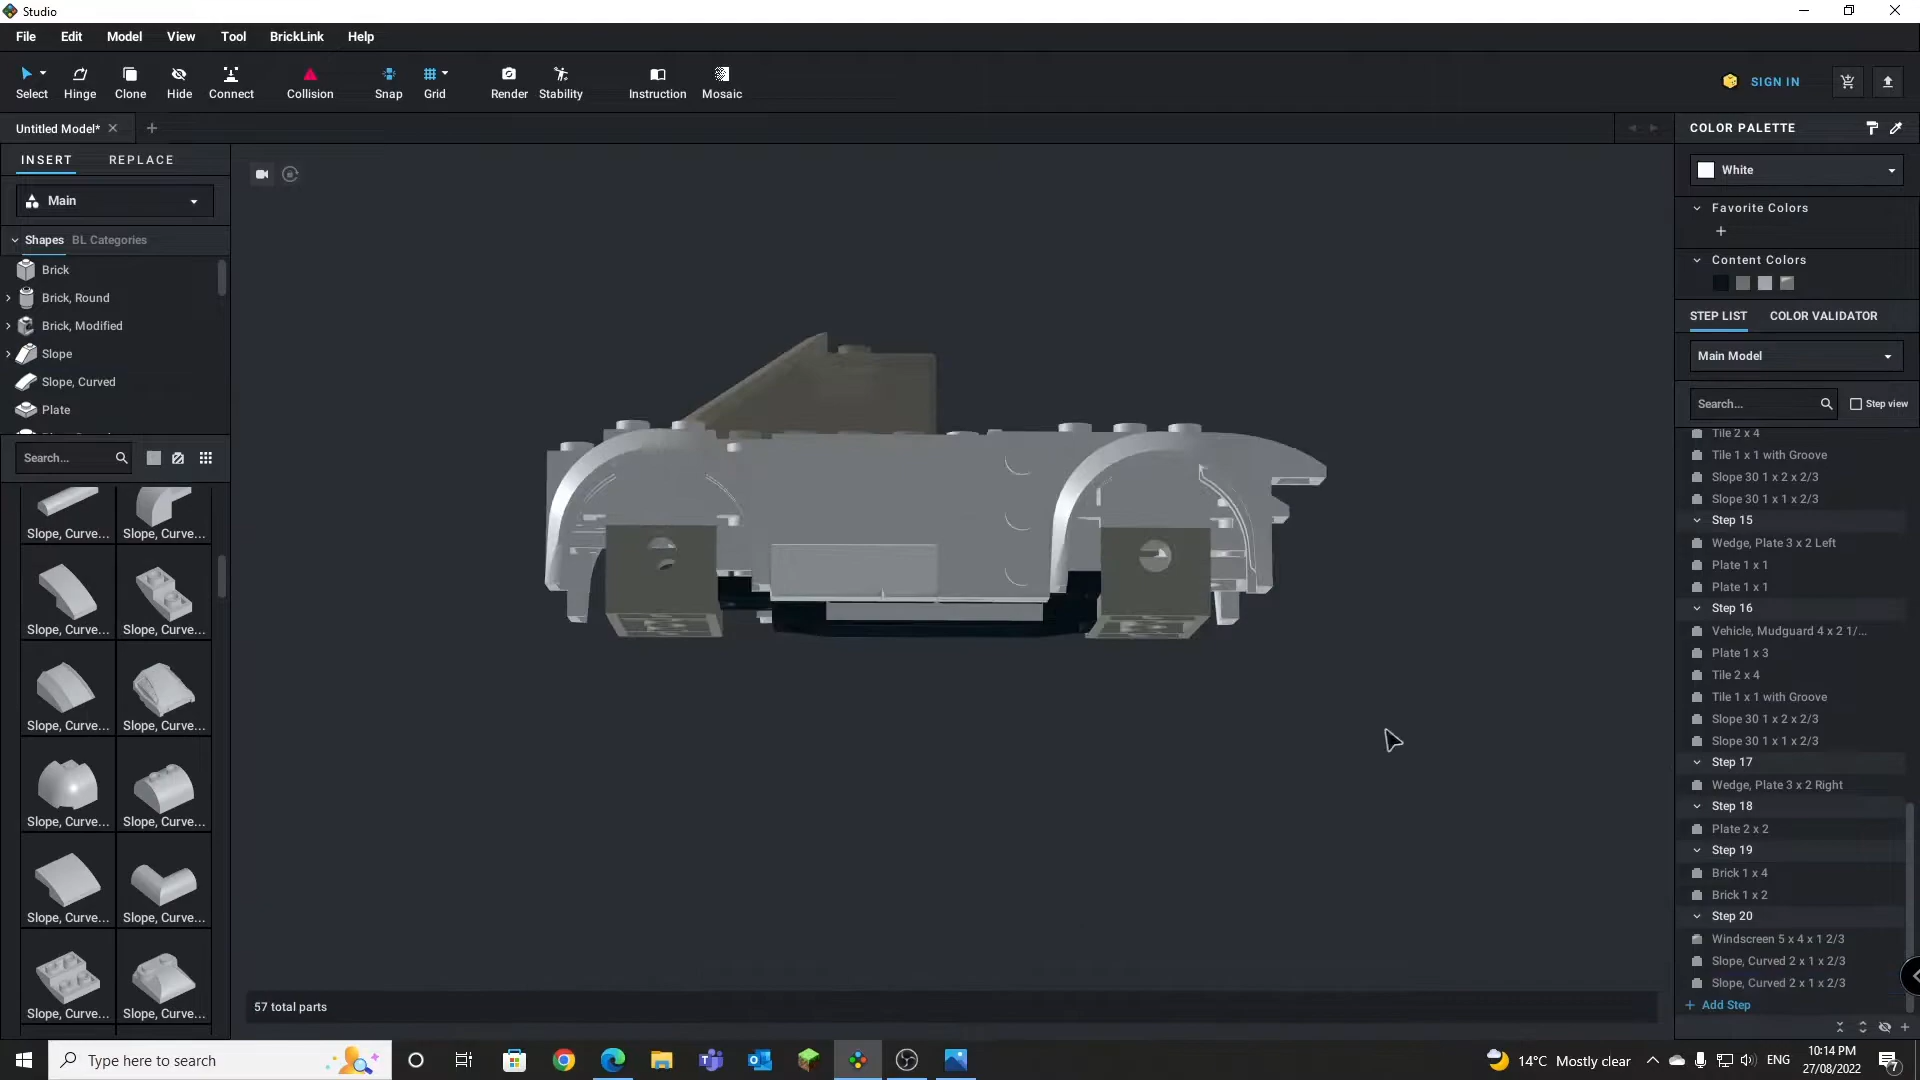 Studio
File Edit Model View Tool BrickLink Help
Select Hinge Clone Hide Connect Collision Snap Grid Render Stability Instruction Mosaic
SIGN IN
Untitled Model*
INSERT REPLACE
Main
Shapes BL Categories
Brick
Brick, Round
Brick, Modified
Slope
Slope, Curved
Plate
Search...
Slope, Curve... Slope, Curve...
Slope, Curve... Slope, Curve...
Slope, Curve... Slope, Curve...
Slope, Curve... Slope, Curve...
Slope, Curve... Slope, Curve...
Slope, Curve... Slope, Curve...
57 total parts
COLOR PALETTE
White
Favorite Colors
Content Colors
STEP LIST COLOR VALIDATOR
Main Model
Search... Step view
Tile 2 x 4
Tile 1 x 1 with Groove
Slope 30 1 x 2 x 2/3
Slope 30 1 x 1 x 2/3
Step 15
Wedge, Plate 3 x 2 Left
Plate 1 x 1
Plate 1 x 1
Step 16
Vehicle, Mudguard 4 x 2 1/...
Plate 1 x 3
Tile 2 x 4
Tile 1 x 1 with Groove
Slope 30 1 x 2 x 2/3
Slope 30 1 x 1 x 2/3
Step 17
Wedge, Plate 3 x 2 Right
Step 18
Plate 2 x 2
Step 19
Brick 1 x 4
Brick 1 x 2
Step 20
Windscreen 5 x 4 x 1 2/3
Slope, Curved 2 x 1 x 2/3
Slope, Curved 2 x 1 x 2/3
+ Add Step
Type here to search
14°C Mostly clear
ENG
10:14 PM
27/08/2022
7